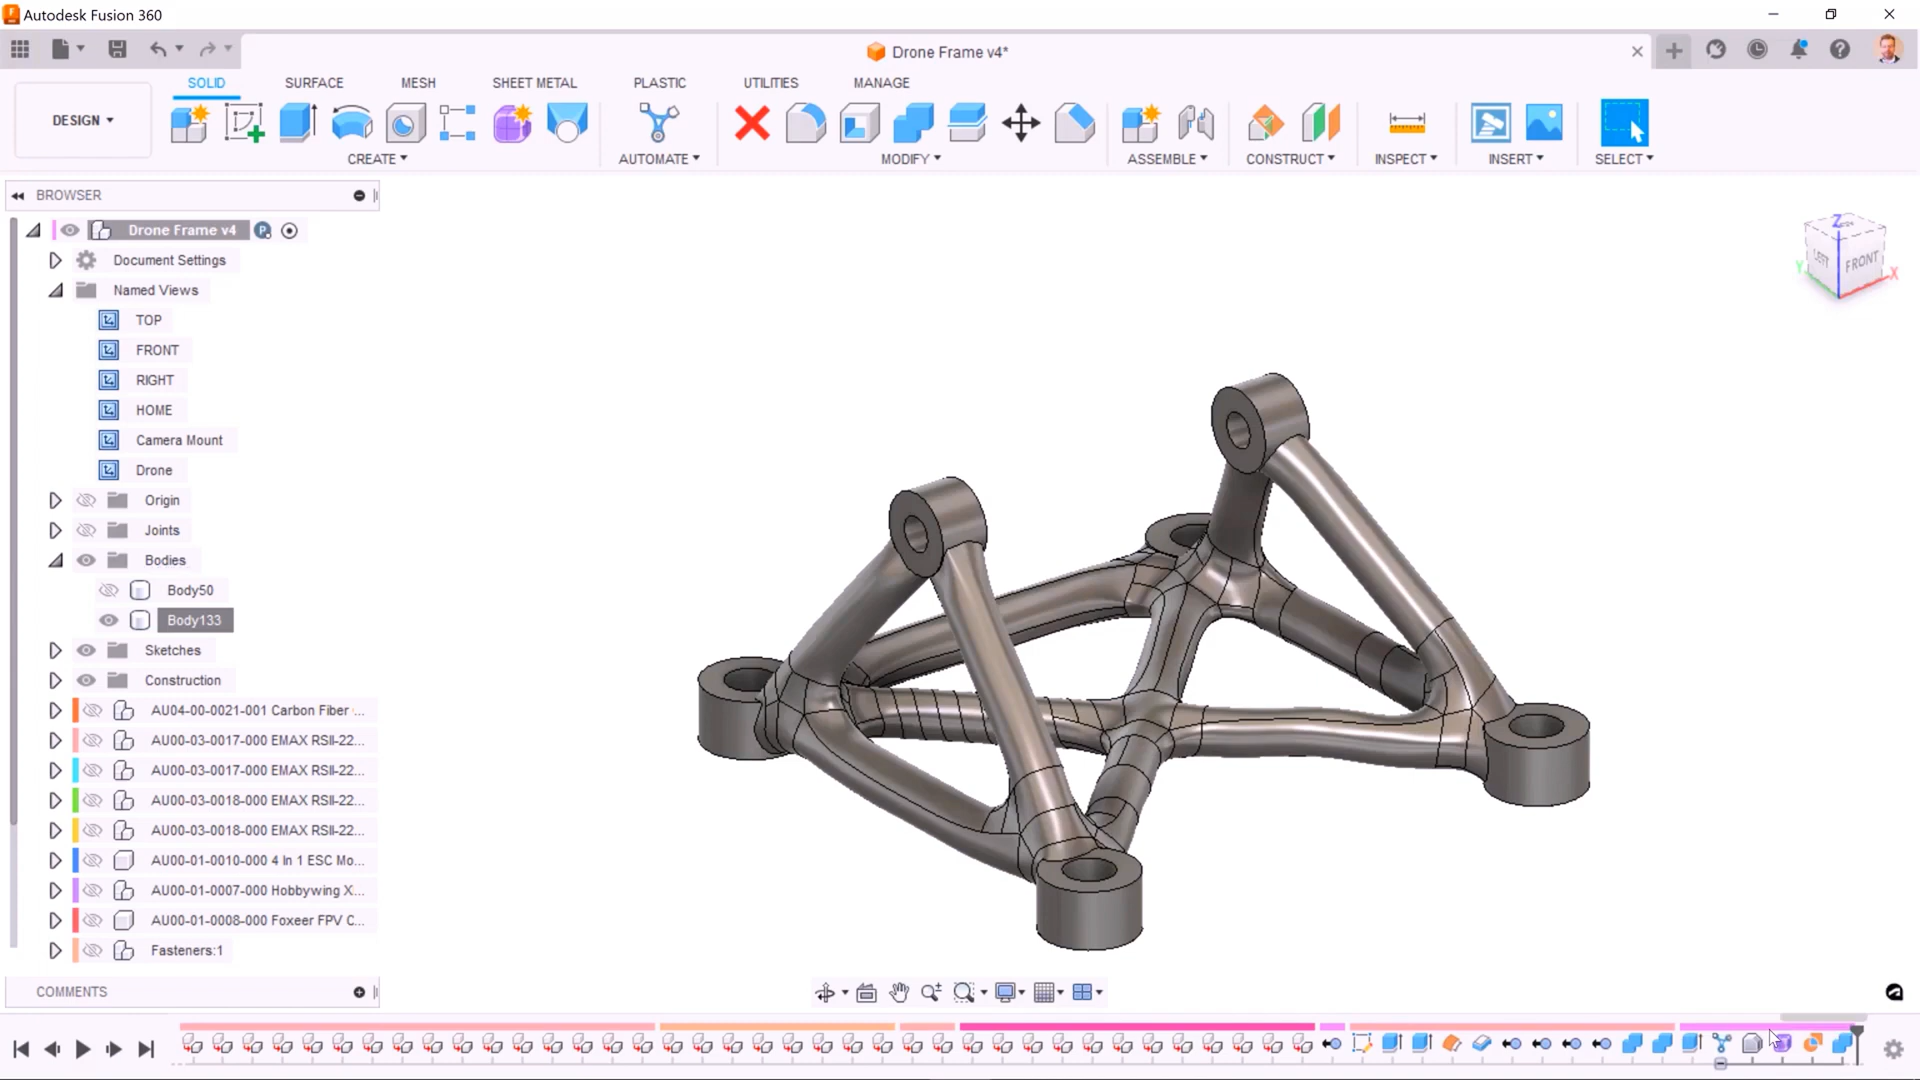 Autodesk Fusion 360
Drone Frame v4*
SOLID SURFACE MESH SHEET METAL PLASTIC UTILITIES MANAGE
DESIGN
CREATE AUTOMATE MODIFY ASSEMBLE CONSTRUCT INSPECT INSERT SELECT
BROWSER
Drone Frame v4 P
Document Settings
Named Views
TOP
FRONT
RIGHT
HOME
Camera Mount
Drone
Origin
Joints
Bodies
Body50
Body133
Sketches
Construction
AU04-00-0021-001 Carbon Fiber ...
AU00-03-0017-000 EMAX RSII-22...
AU00-03-0017-000 EMAX RSII-22...
AU00-03-0018-000 EMAX RSII-22...
AU00-03-0018-000 EMAX RSII-22...
AU00-01-0010-000 4 In 1 ESC Mo...
AU00-01-0007-000 Hobbywing X...
AU00-01-0008-000 Foxeer FPV C...
Fasteners:1
COMMENTS
Z
LEFT FRONT
Y X